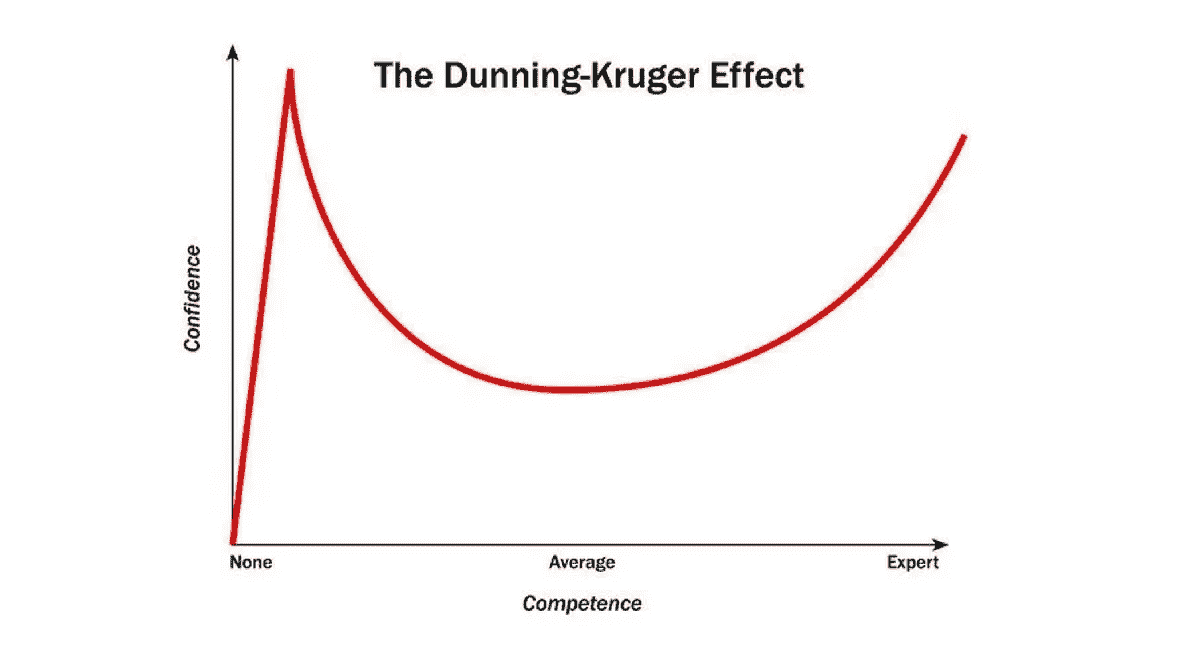 The Dunning-Kruger Effect
Confidence
None
Average
Expert
Competence